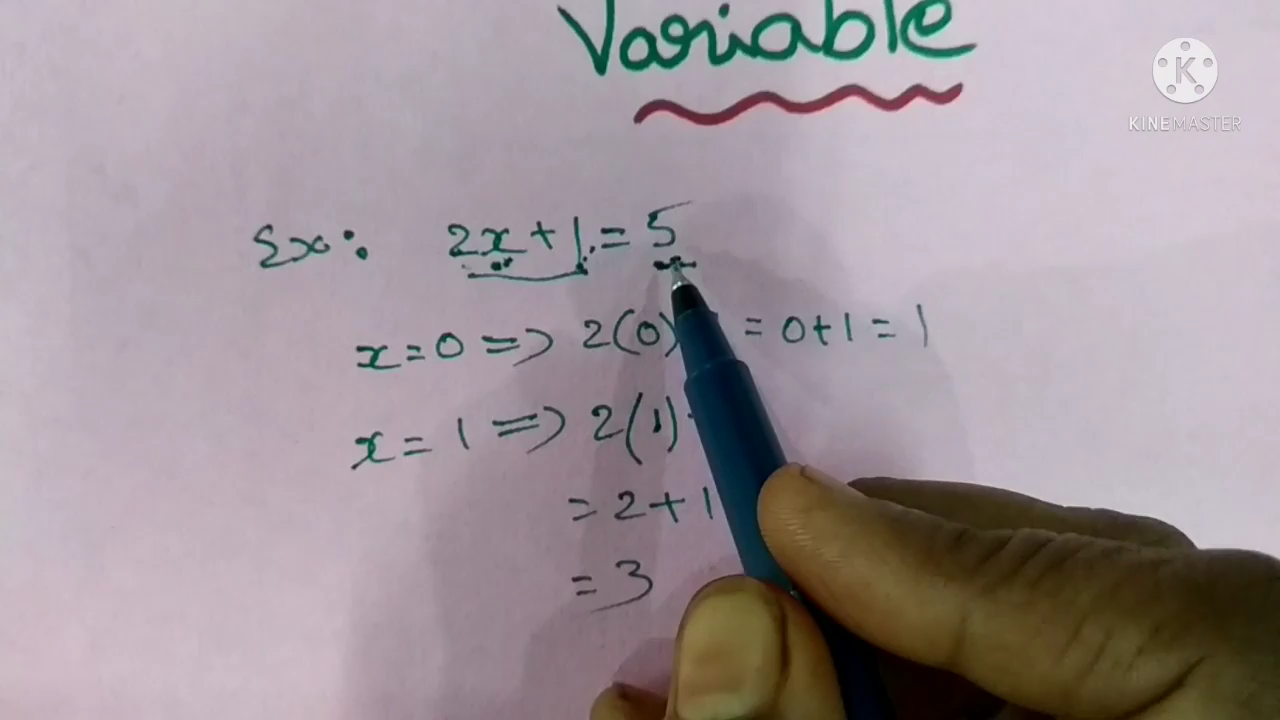 Variable
KINEMASTER
Ex: 2x+1 = 5
x=0 => 2(0) = 0+1 = 1
x= 1 => 2(1)
= 2+1
= 3